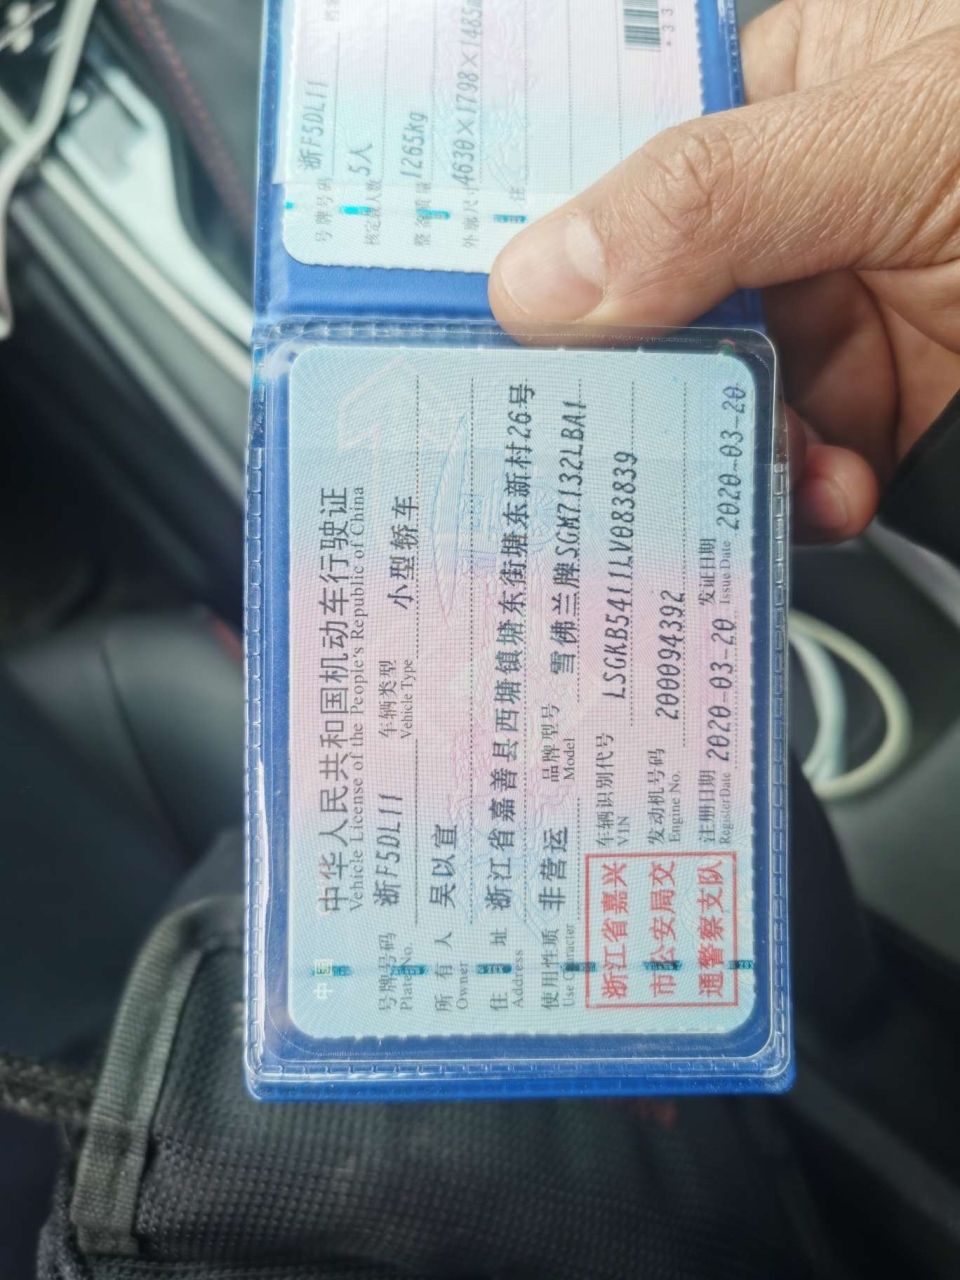 中华人民共和国机动车行驶证
Vehicle License of the People's Republic of China
号牌号码 浙F5DL11 车辆类型 小型轿车
Plate No. Vehicle Type
所有人 吴以宣
Owner
住址 浙江省嘉善县西塘镇塘东街塘东新村26号
Address
使用性质 非营运 品牌型号 雪佛兰牌SGM7132LBA1
Use Character Model
浙江省嘉兴
市公安局交
通警察支队
车辆识别代号 LSGKB5411LV083839
VIN
发动机号码 200094392
Engine No.
注册日期 2020-03-20 发证日期 2020-03-20
Register Date Issue Date
号牌号码 浙F5DL11
核定载人数 5人
整备质量 1265kg
外廓尺寸 4630×1798×1485